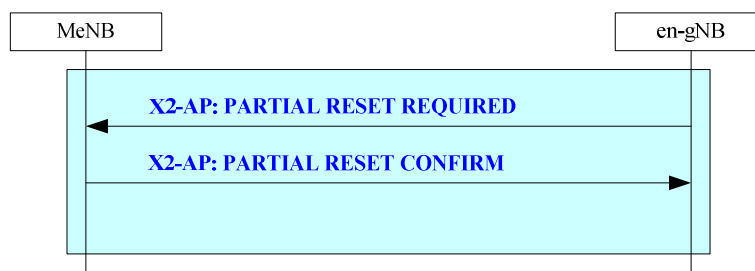 MeNB
en-gNB
X2-AP: PARTIAL RESET REQUIRED
X2-AP: PARTIAL RESET CONFIRM